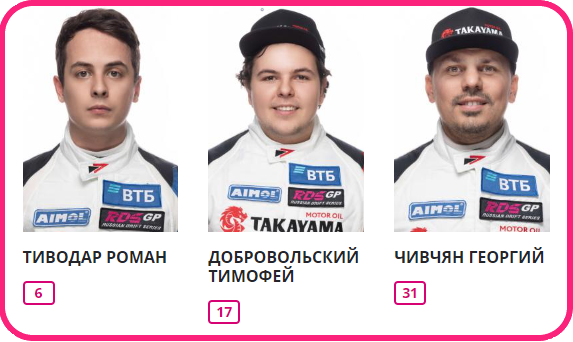 TAKAYAMA
ВТБ
AIMOL
RDS GP
RUSSIAN DRIFT SERIES
ВТБ
AIMOL
RDS GP
RUSSIAN DRIFT SERIES
MOTOR OIL
TAKAYAMA
ВТБ
AIMOL
RDS GP
RUSSIAN DRIFT SERIES
MOTOR OIL
ТИВОДАР РОМАН
6
ДОБРОВОЛЬСКИЙ
ТИМОФЕЙ
17
ЧИВЧЯН ГЕОРГИЙ
31